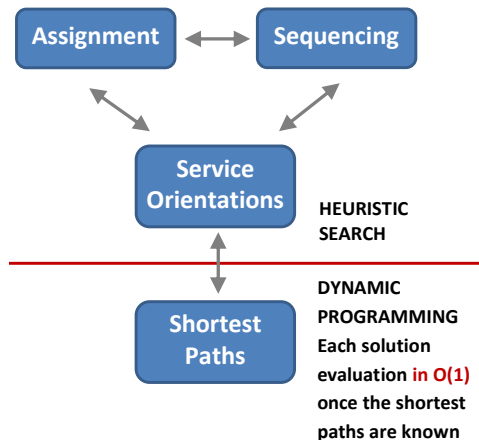 Assignment
Sequencing
Service
Orientations
HEURISTIC
SEARCH
DYNAMIC
PROGRAMMING
Shortest
Paths
Each solution
evaluation in O(1)
once the shortest
paths are known